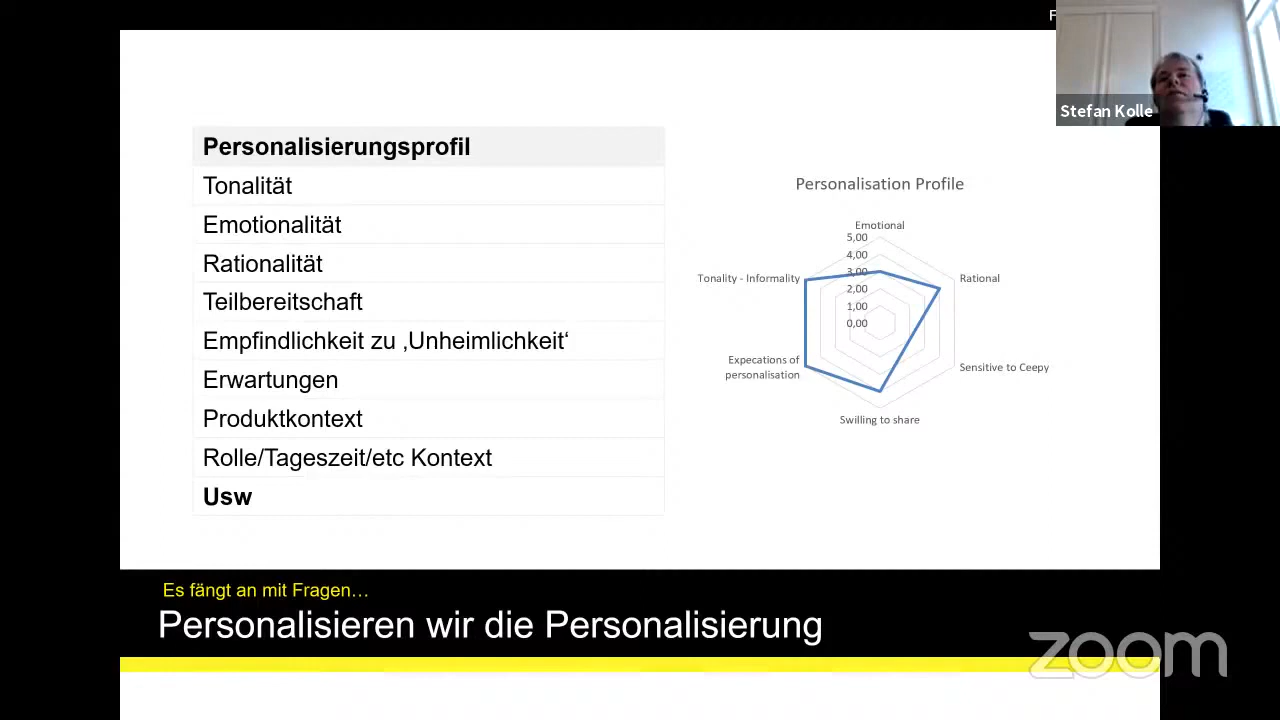 F
Stefan Kolle
Personalisierungsprofil
Tonalität
Emotionalität
Rationalität
Teilbereitschaft
Empfindlichkeit zu ‚Unheimlichkeit‘
Erwartungen
Produktkontext
Rolle/Tageszeit/etc Kontext
Usw
Personalisation Profile
Emotional
5,00
4,00
3,00
2,00
1,00
0,00
Tonality - Informality
Rational
Expecations of
personalisation
Sensitive to Ceepy
Swilling to share
Es fängt an mit Fragen…
Personalisieren wir die Personalisierung
zoom